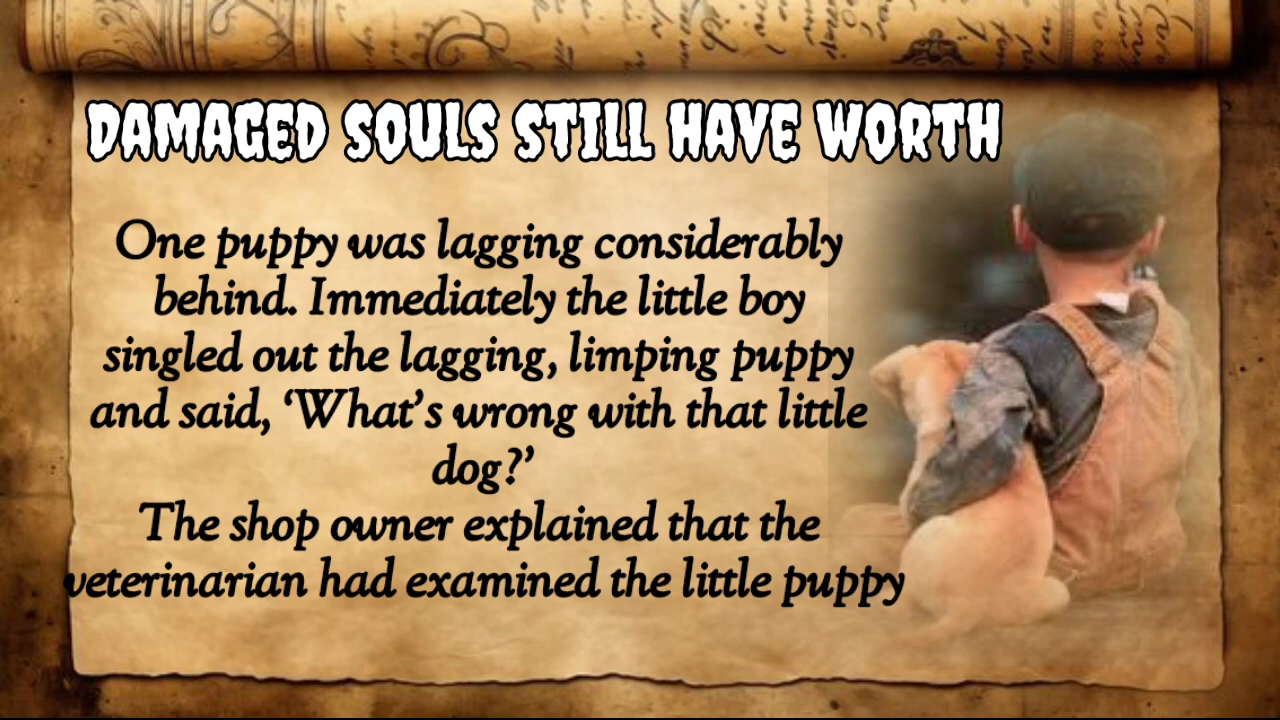 DAMAGED SOULS STILL HAVE WORTH
One puppy was lagging considerably
behind. Immediately the little boy
singled out the lagging, limping puppy
and said, ‘What’s wrong with that little
dog?’
The shop owner explained that the
veterinarian had examined the little puppy